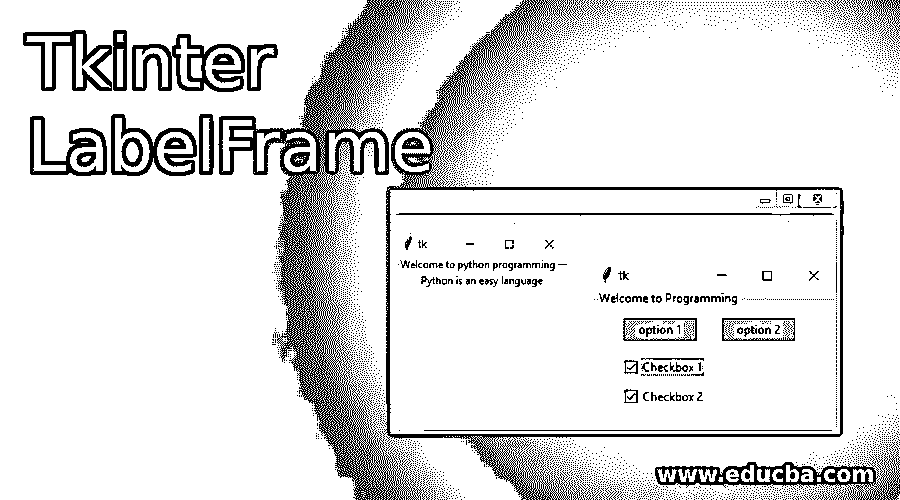 Tkinter
LabelFrame
tk
Welcome to python programming
Python is an easy language
tk
Welcome to Programming
option 1
option 2
Checkbox 1
Checkbox 2
www.educba.com